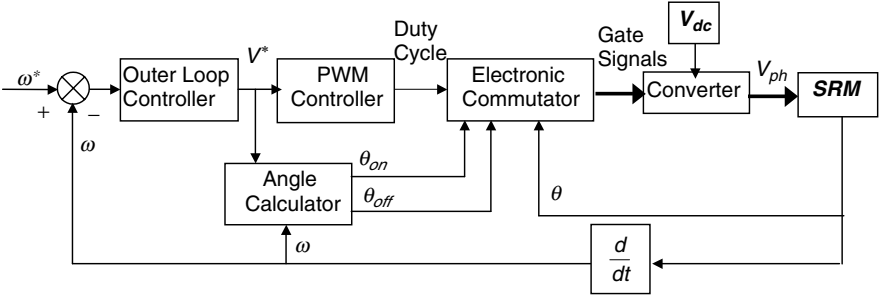 V_dc
Duty
Cycle
Gate
Signals
V*
V_ph
ω*
Outer Loop
Controller
PWM
Controller
Electronic
Commutator
Converter
SRM
+
−
ω
θ_on
Angle
Calculator
θ_off
θ
ω
d
dt